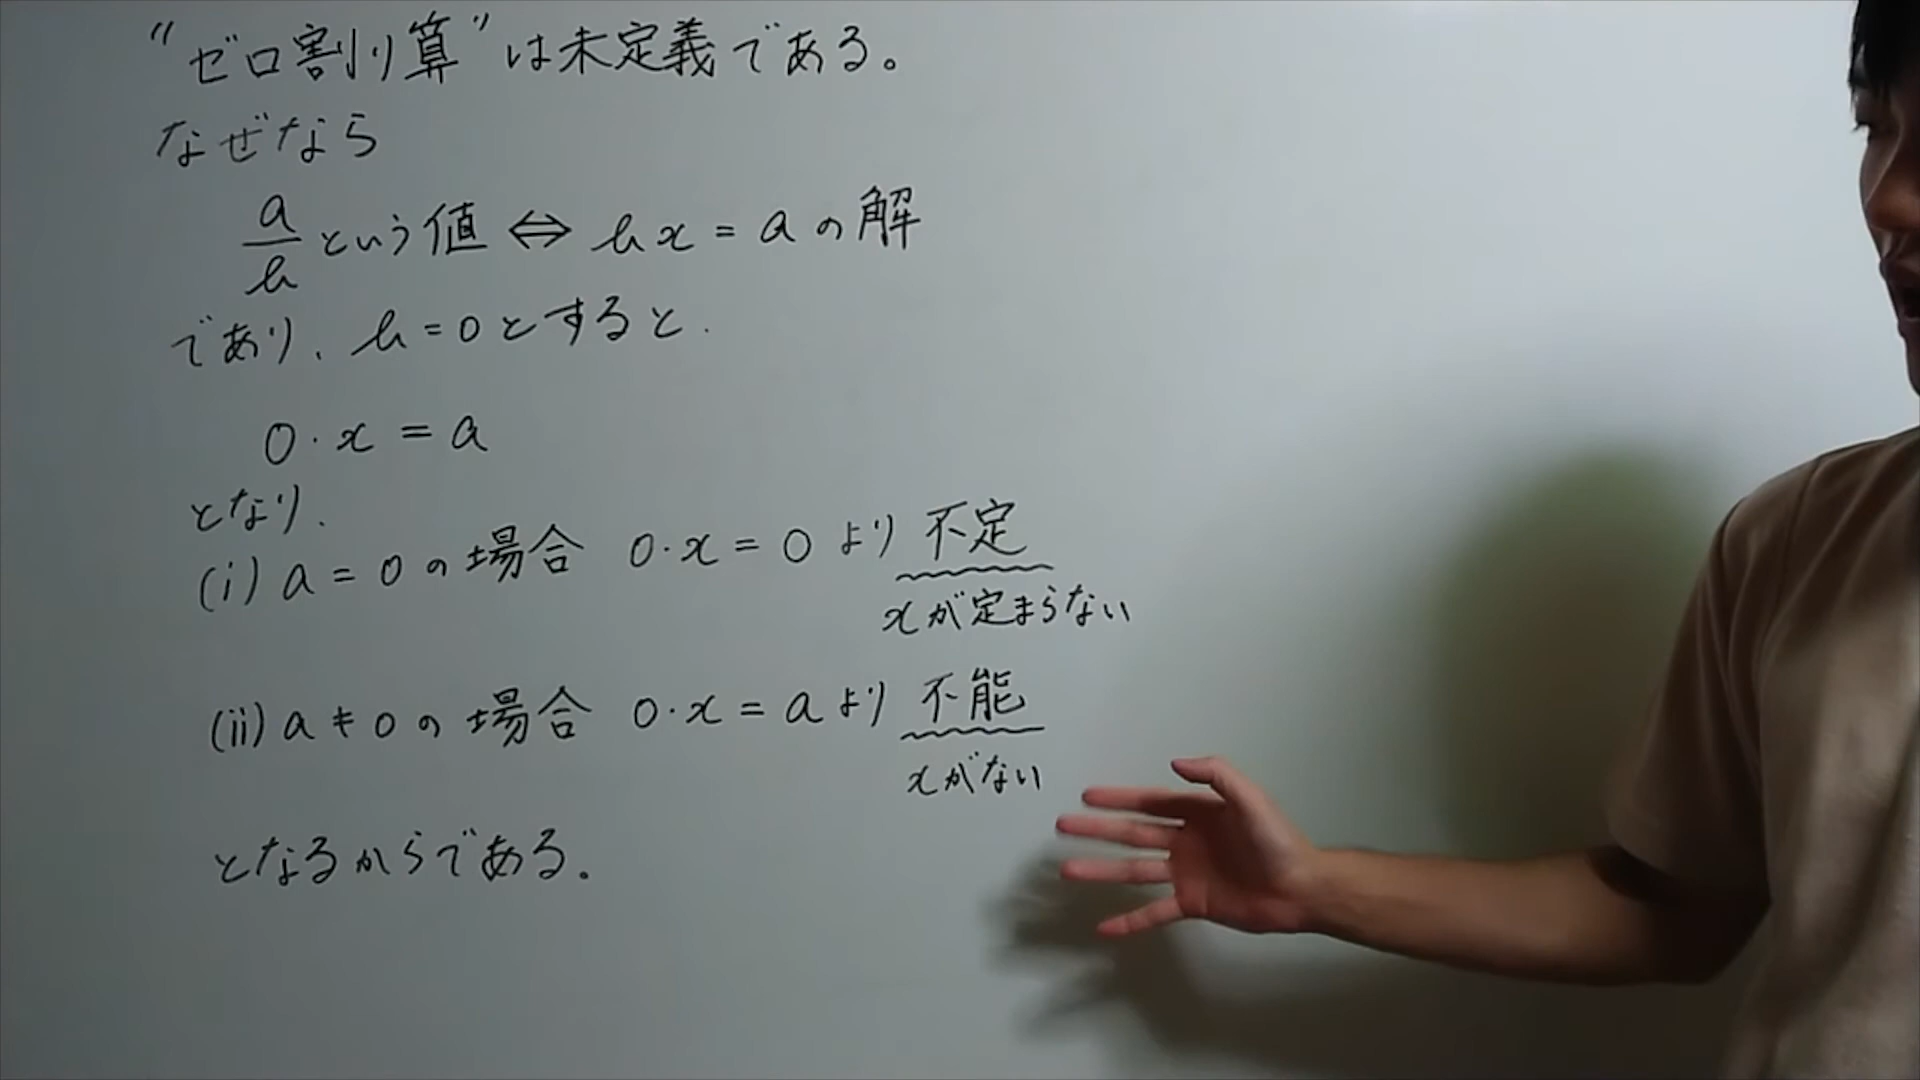 "ゼロ割り算"は未定義である。
なぜなら
a/b という値 ⇔ bx = a の解
であり、b=0とすると、
0・x = a
となり、
(i) a = 0 の場合 0・x = 0 より 不定
xが定まらない
(ii) a ≠ 0 の場合 0・x = a より 不能
xがない
となるからである。